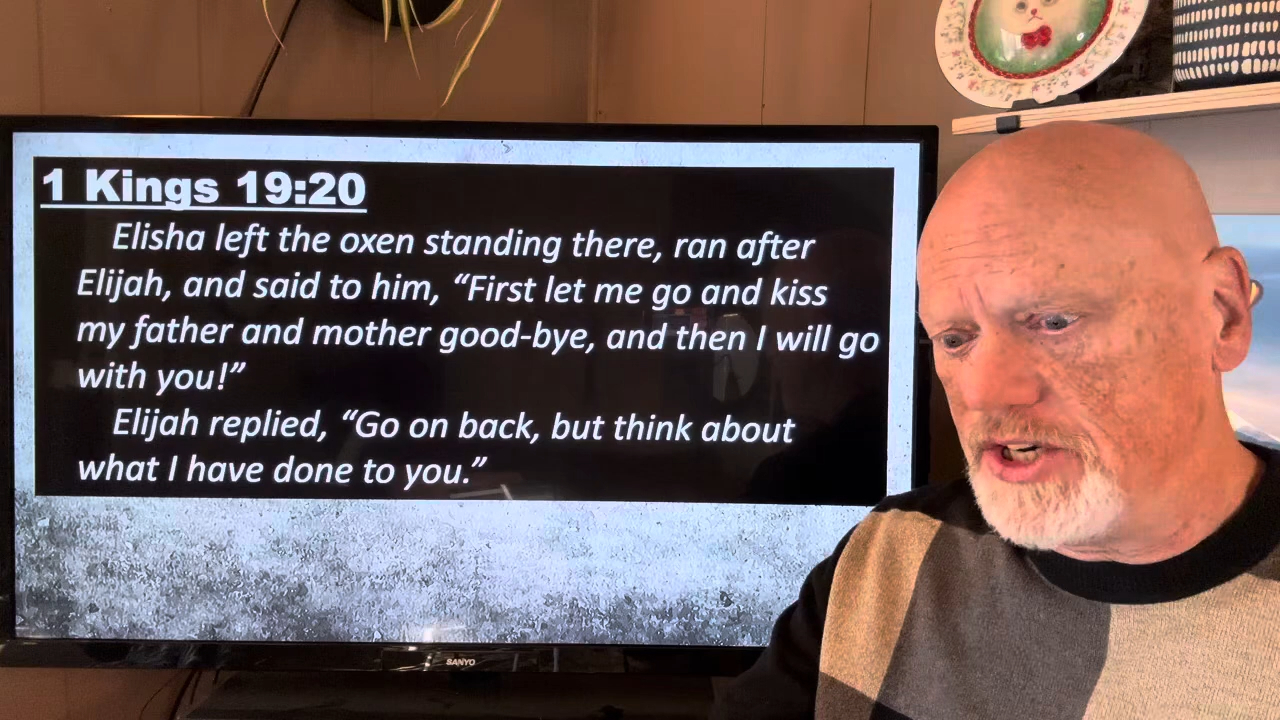 1 Kings 19:20
Elisha left the oxen standing there, ran after
Elijah, and said to him, “First let me go and kiss
my father and mother good-bye, and then I will go
with you!”
Elijah replied, “Go on back, but think about
what I have done to you.”
SANYO